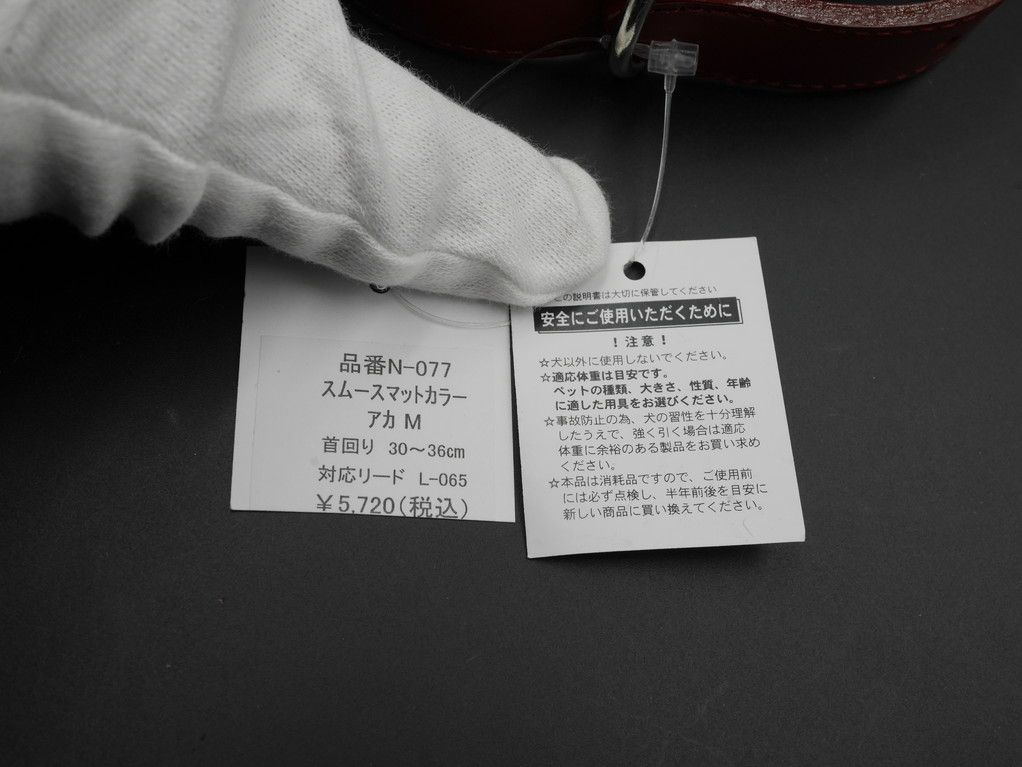 品番N-077
スムースマットカラー
アカ M
首回り 30～36cm
対応リード L-065
￥5,720(税込)
この説明書は大切に保管してください
安全にご使用いただくために
！注意！
☆犬以外に使用しないでください。
☆適応体重は目安です。
ペットの種類、大きさ、性質、年齢
に適した用具をお選びください。
☆事故防止の為、犬の習性を十分理解
したうえで、強く引く場合は適応
体重に余裕のある製品をお買い求め
ください。
☆本品は消耗品ですので、ご使用前
には必ず点検し、半年前後を目安に
新しい商品に買い換えてください。